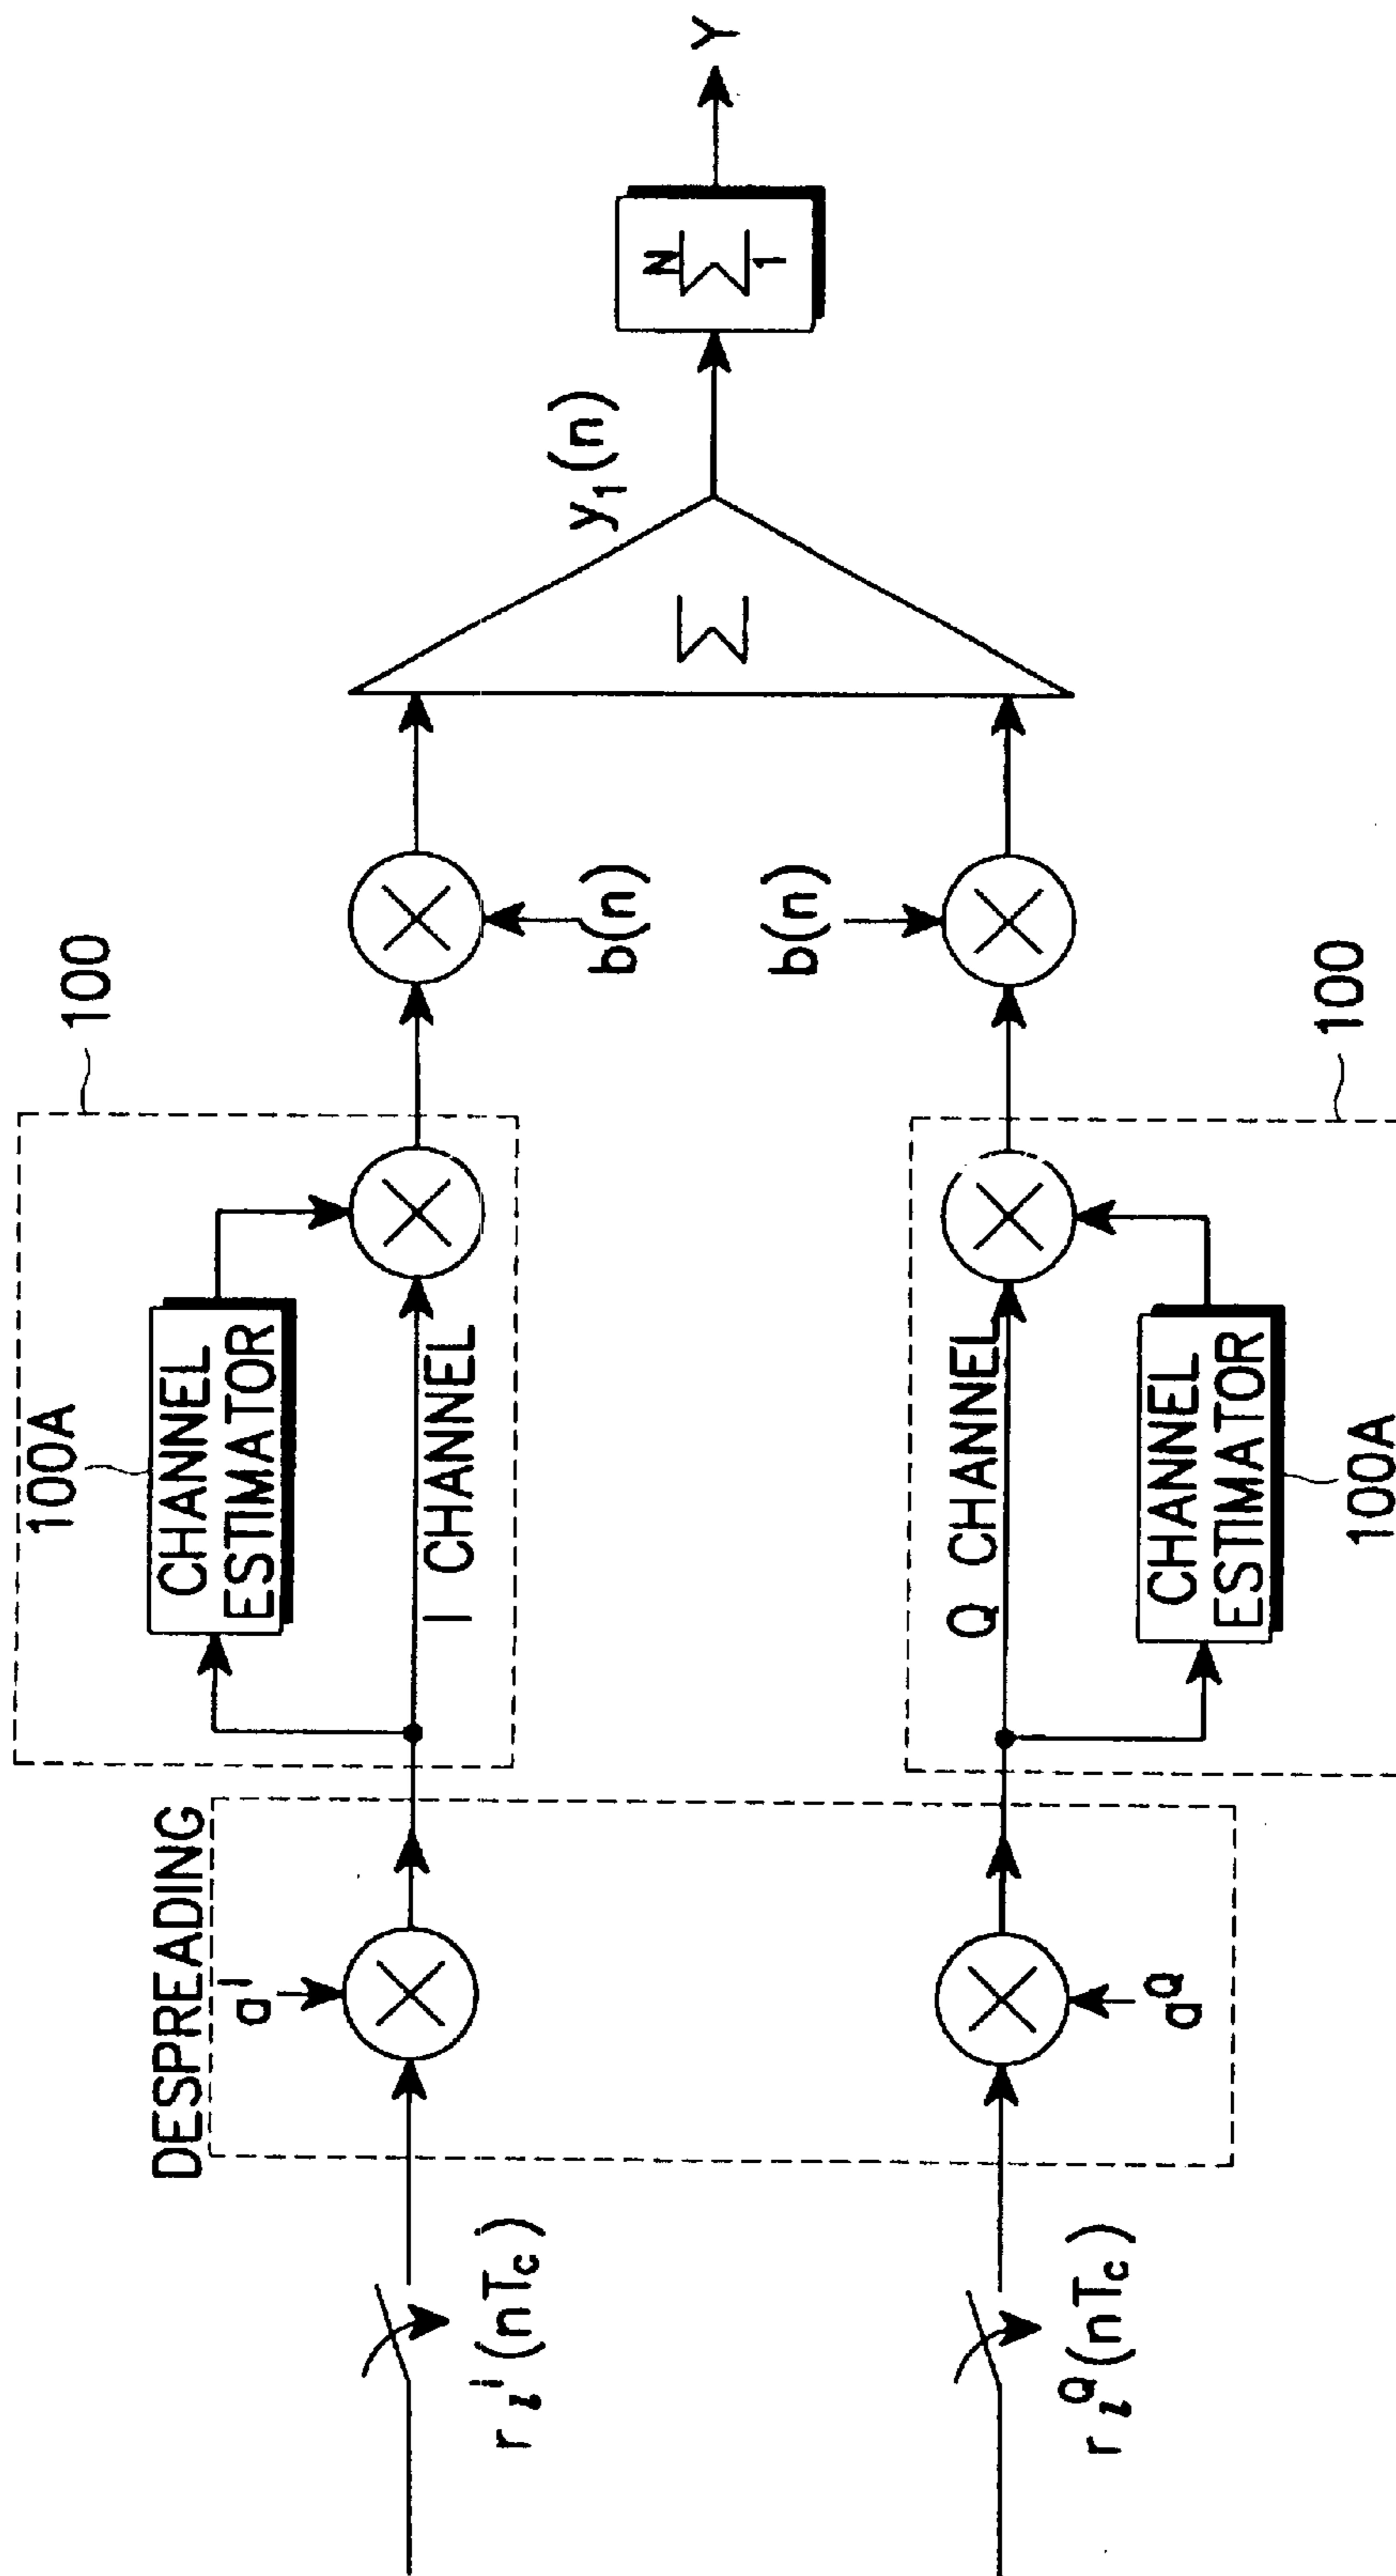 DESPREADING
a^i
r_l^i(nT_c)
100A
CHANNEL
ESTIMATOR
I CHANNEL
100
b(n)
y_1(n)
Σ
N
Σ
1
Y
a^Q
r_l^Q(nT_c)
Q CHANNEL
CHANNEL
ESTIMATOR
100A
100
b(n)